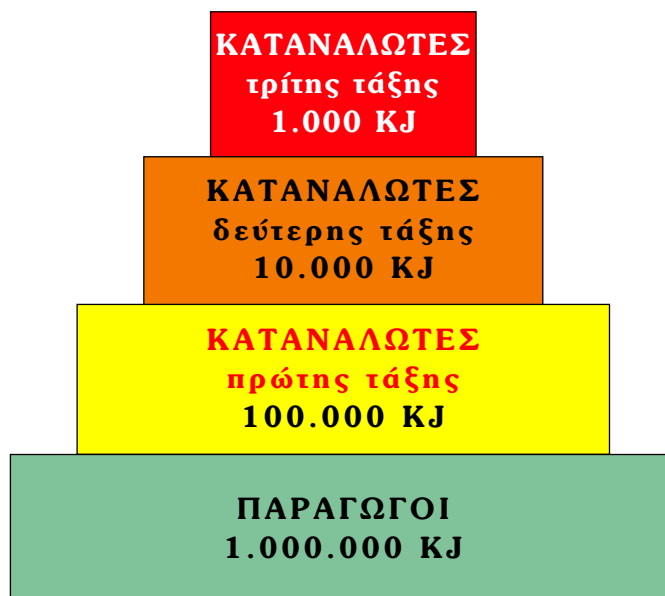 ΚΑΤΑΝΑΛΩΤΕΣ
τρίτης τάξης
1.000 KJ
ΚΑΤΑΝΑΛΩΤΕΣ
δεύτερης τάξης
10.000 KJ
ΚΑΤΑΝΑΛΩΤΕΣ
πρώτης τάξης
100.000 KJ
ΠΑΡΑΓΩΓΟΙ
1.000.000 KJ